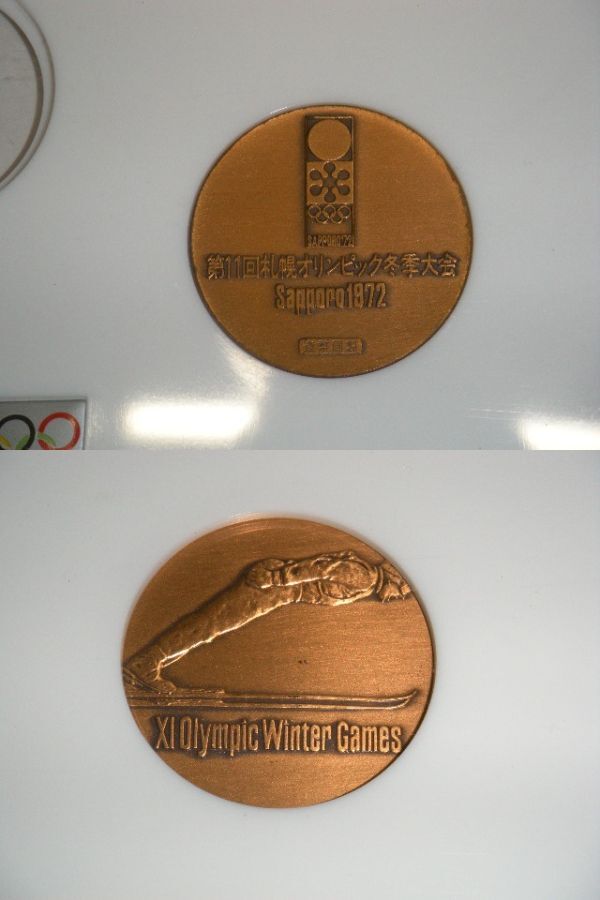 SAPPORO'72
第11回札幌オリンピック冬季大会
Sapporo1972
XI Olympic Winter Games